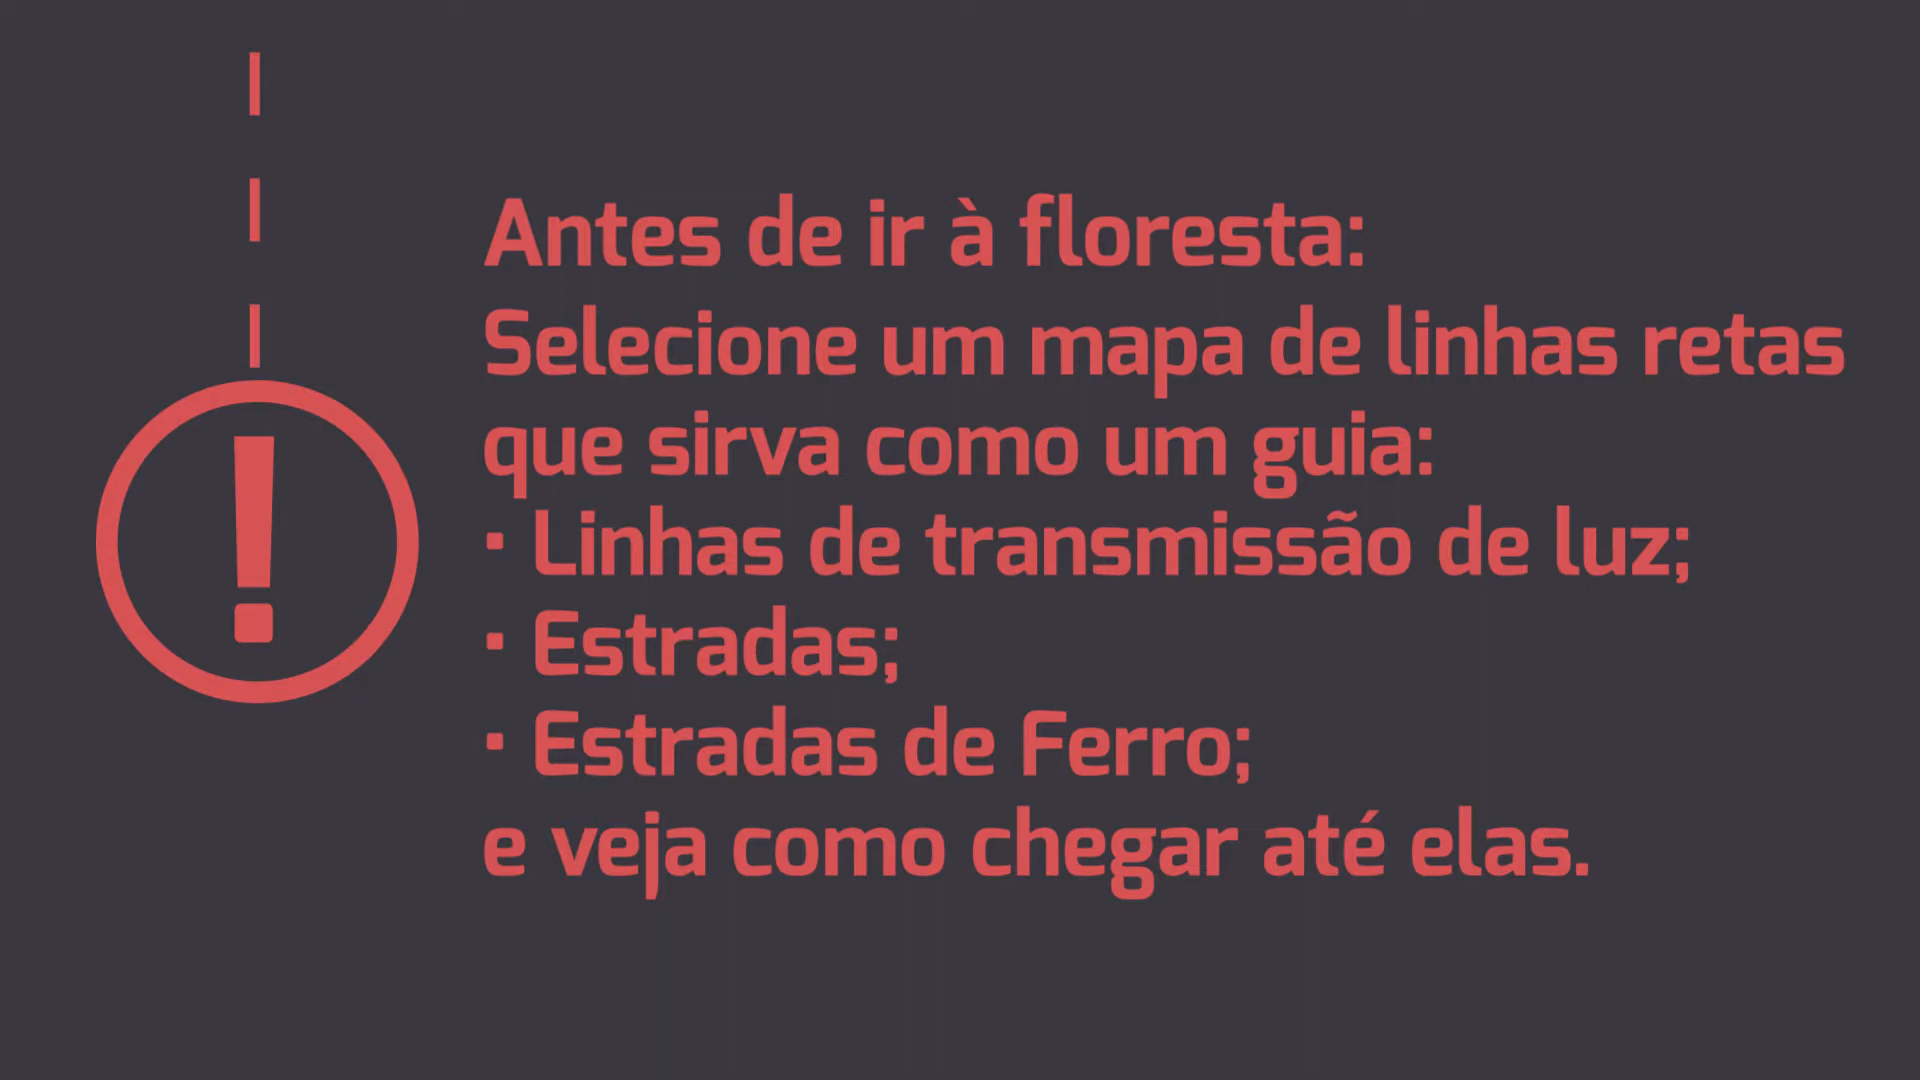 Antes de ir à floresta:
Selecione um mapa de linhas retas
que sirva como um guia:
· Linhas de transmissão de luz;
· Estradas;
· Estradas de Ferro;
e veja como chegar até elas.